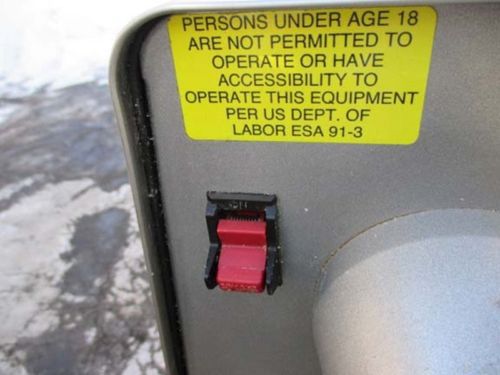 PERSONS UNDER AGE 18
ARE NOT PERMITTED TO
OPERATE OR HAVE
ACCESSIBILITY TO
OPERATE THIS EQUIPMENT
PER US DEPT. OF
LABOR ESA 91-3
ON